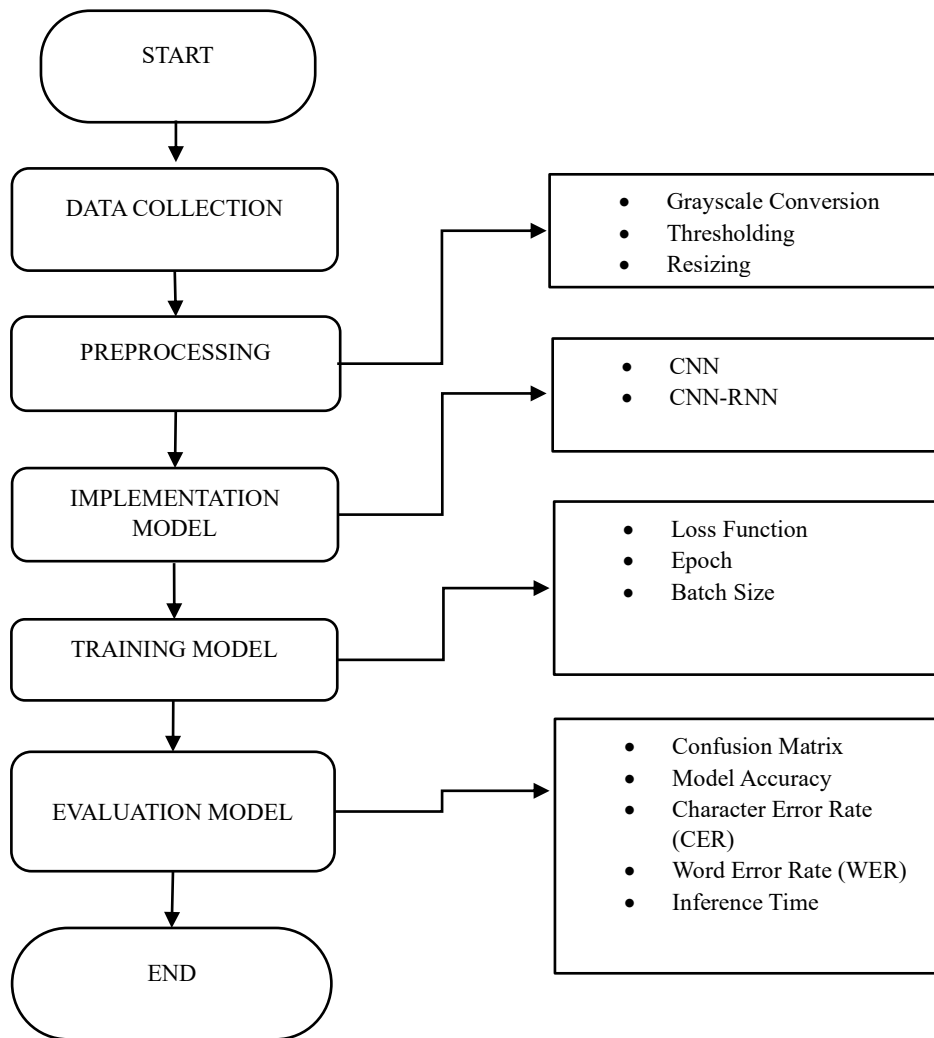 START
DATA COLLECTION
• Grayscale Conversion
• Thresholding
• Resizing
PREPROCESSING
• CNN
• CNN-RNN
IMPLEMENTATION
MODEL
• Loss Function
• Epoch
• Batch Size
TRAINING MODEL
• Confusion Matrix
• Model Accuracy
• Character Error Rate
(CER)
• Word Error Rate (WER)
• Inference Time
EVALUATION MODEL
END